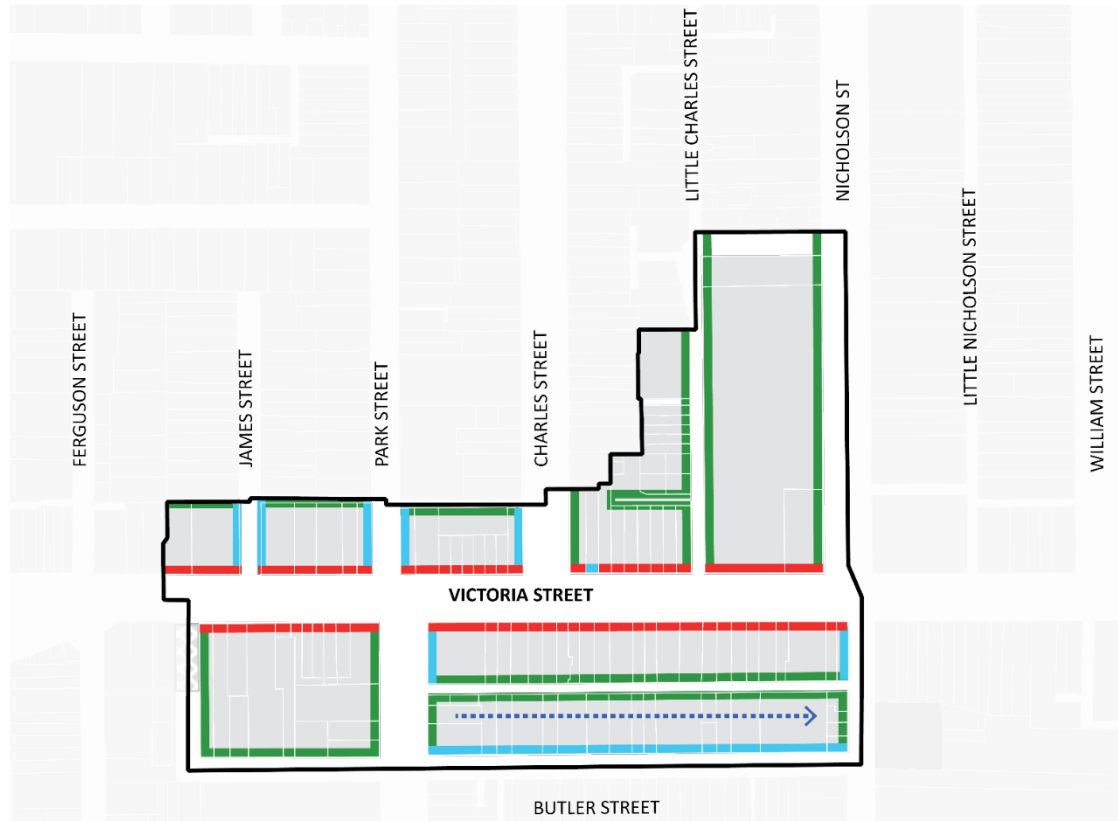 FERGUSON STREET
JAMES STREET
PARK STREET
CHARLES STREET
LITTLE CHARLES STREET
NICHOLSON ST
LITTLE NICHOLSON STREET
WILLIAM STREET
VICTORIA STREET
BUTLER STREET